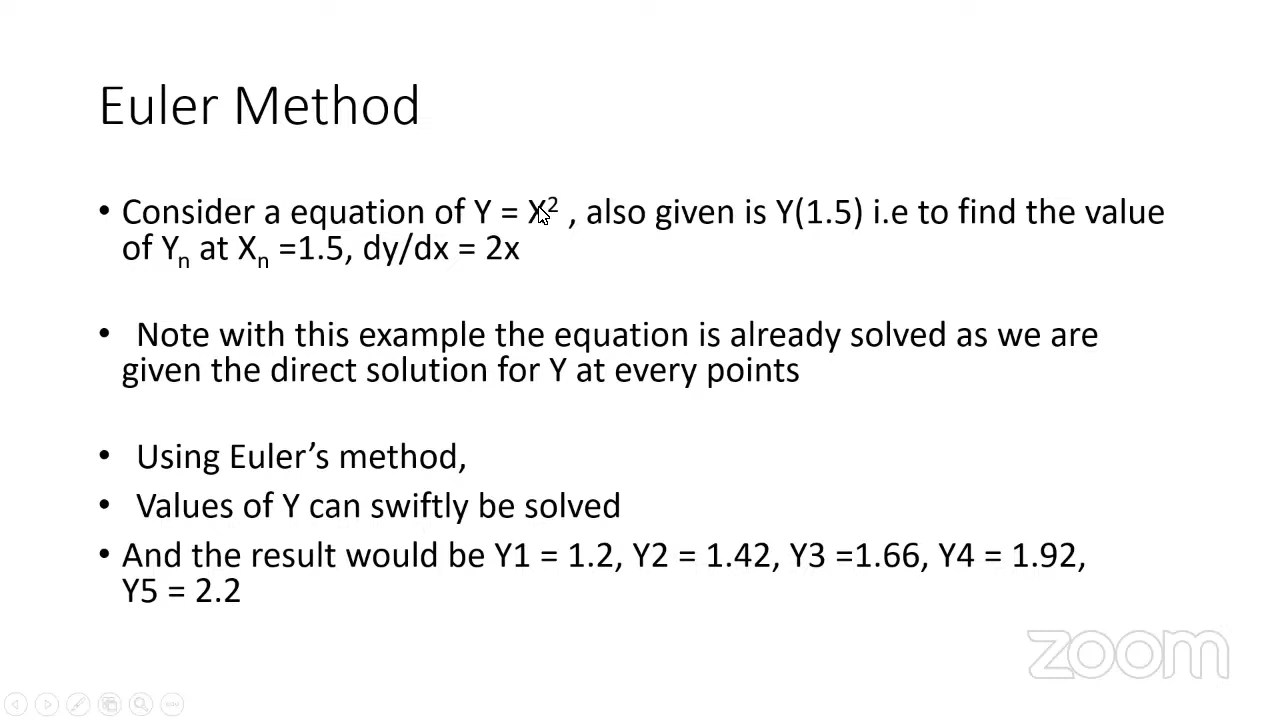 Euler Method
• Consider a equation of Y = X² , also given is Y(1.5) i.e to find the value
of Yn at Xn =1.5, dy/dx = 2x
• Note with this example the equation is already solved as we are
given the direct solution for Y at every points
• Using Euler’s method,
• Values of Y can swiftly be solved
• And the result would be Y1 = 1.2, Y2 = 1.42, Y3 =1.66, Y4 = 1.92,
Y5 = 2.2
zoom